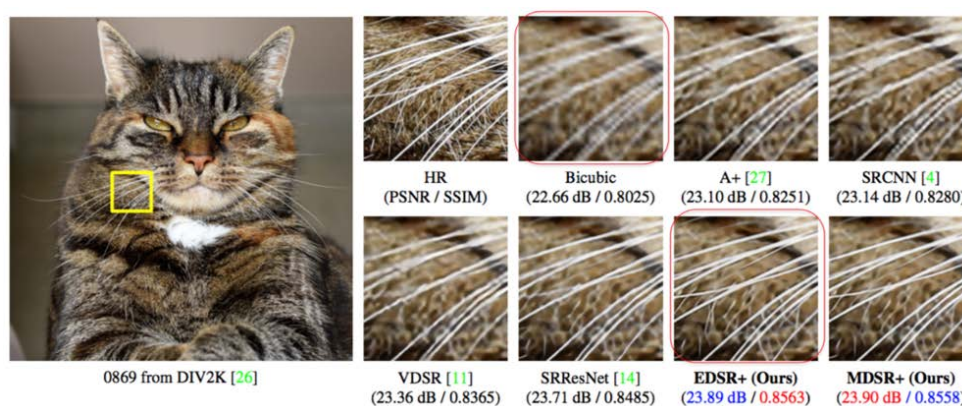 HR
(PSNR / SSIM)
Bicubic
(22.66 dB / 0.8025)
A+ [27]
(23.10 dB / 0.8251)
SRCNN [4]
(23.14 dB / 0.8280)
0869 from DIV2K [26]
VDSR [11]
(23.36 dB / 0.8365)
SRResNet [14]
(23.71 dB / 0.8485)
EDSR+ (Ours)
(23.89 dB / 0.8563)
MDSR+ (Ours)
(23.90 dB / 0.8558)